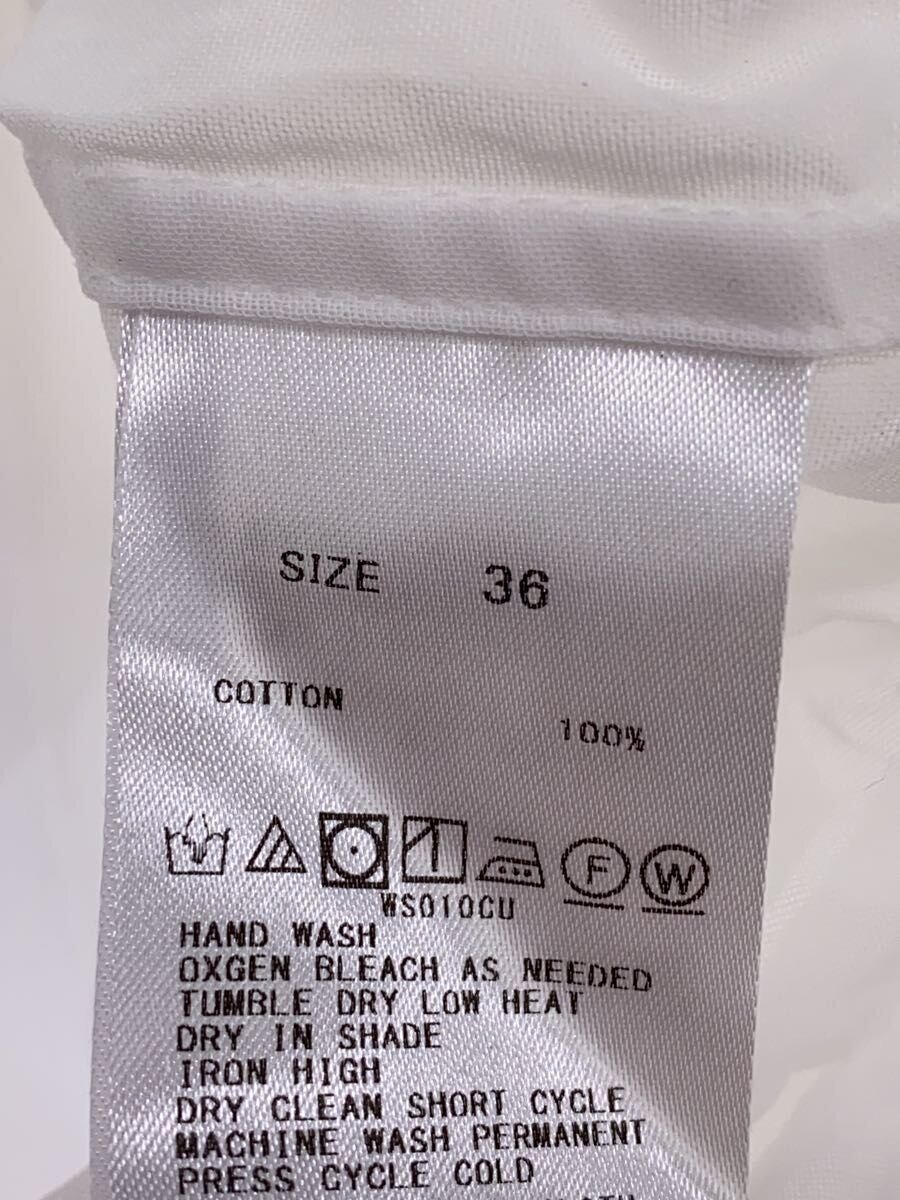 SIZE 36
COTTON
100%
F W
WS010CU
HAND WASH
OXGEN BLEACH AS NEEDED
TUMBLE DRY LOW HEAT
DRY IN SHADE
IRON HIGH
DRY CLEAN SHORT CYCLE
MACHINE WASH PERMANENT
PRESS CYCLE COLD